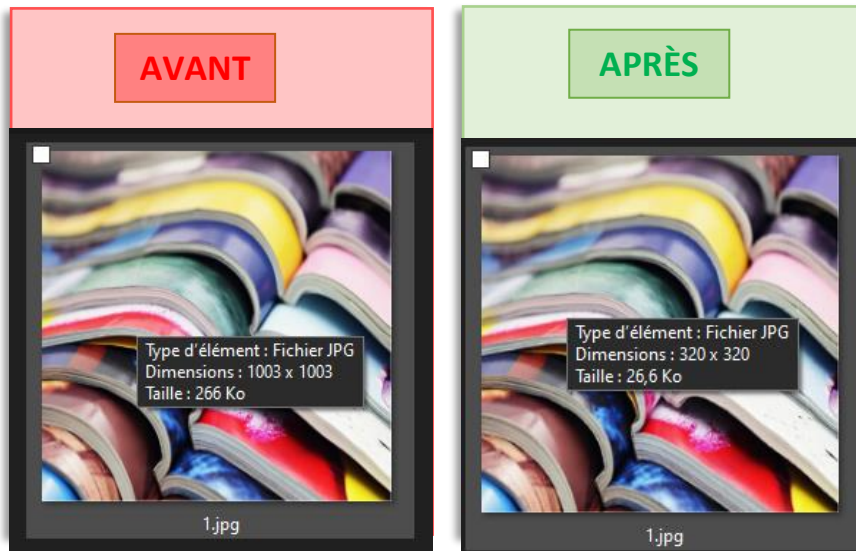 AVANT
Type d'élément : Fichier JPG
Dimensions : 1003 x 1003
Taille : 266 Ko
1.jpg
APRÈS
Type d'élément : Fichier JPG
Dimensions : 320 x 320
Taille : 26,6 Ko
1.jpg